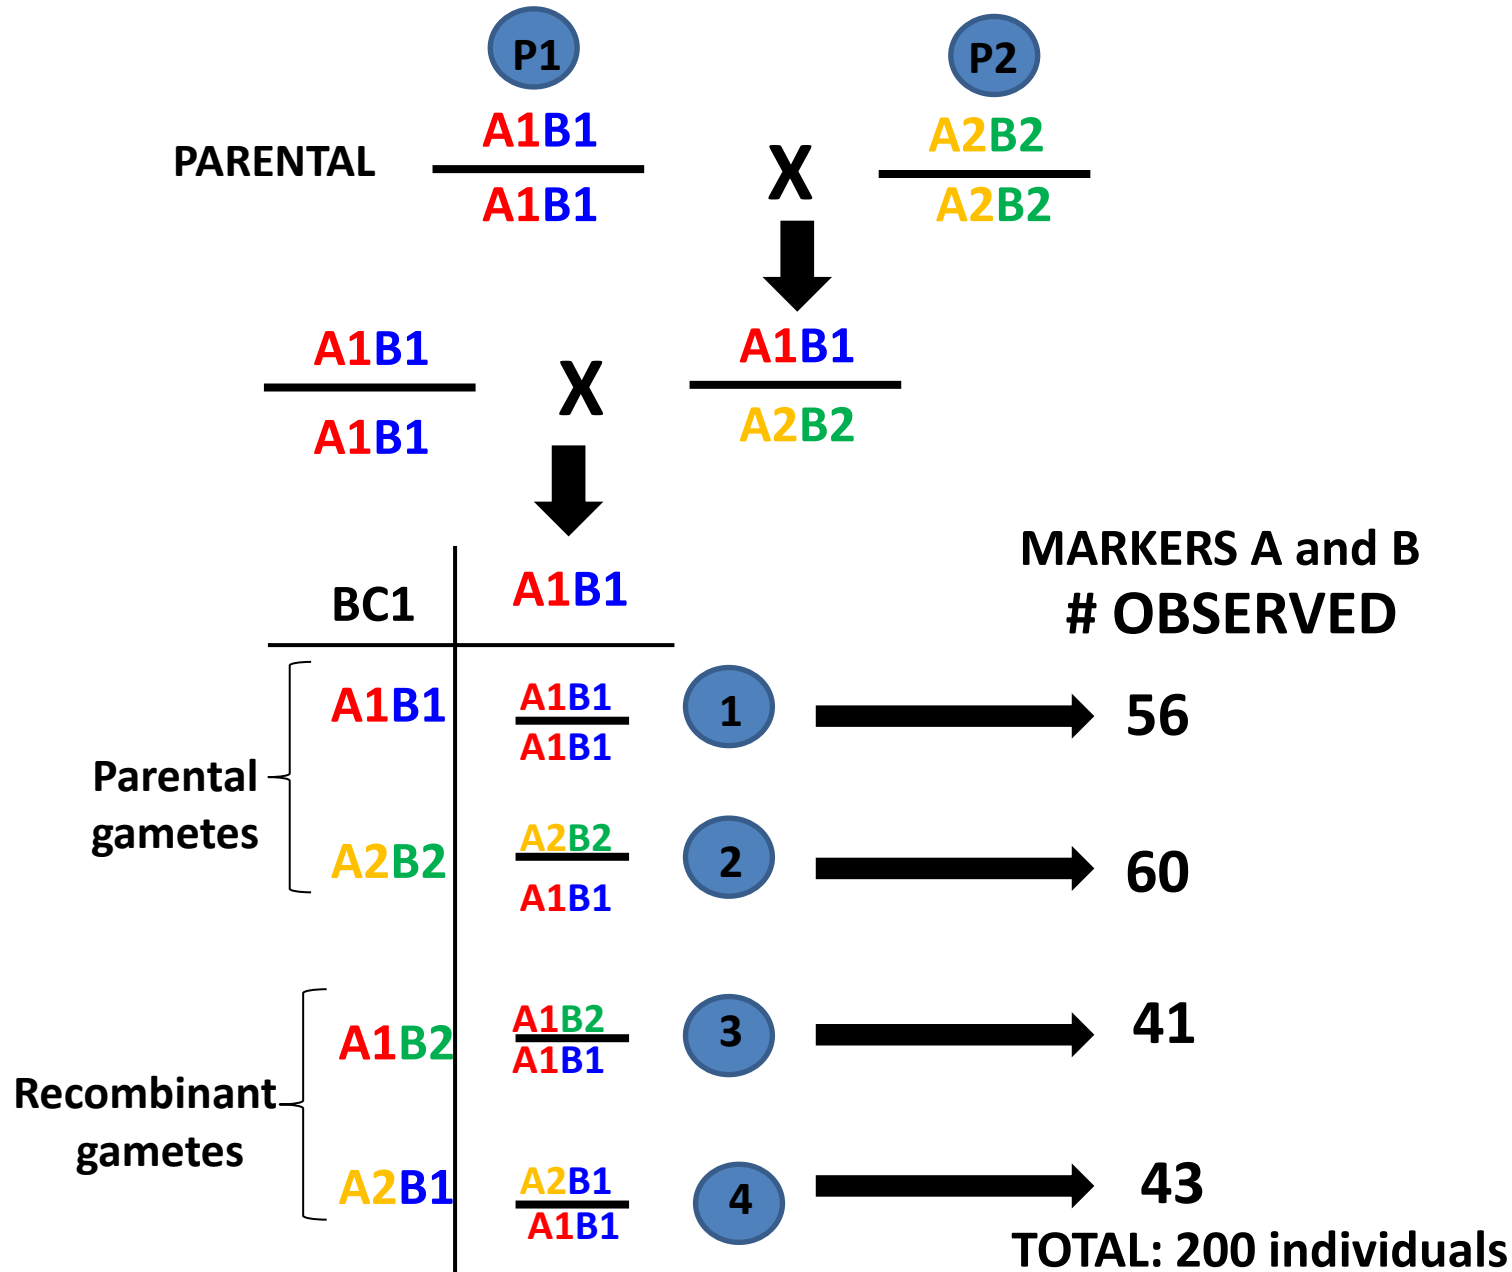 P1
P2
PARENTAL
A1B1
A1B1
X
A2B2
A2B2
A1B1
A1B1
X
A1B1
A2B2
BC1
A1B1
MARKERS A and B
# OBSERVED
Parental
gametes
A1B1
A1B1
A1B1
1
56
A2B2
A2B2
A1B1
2
60
Recombinant
gametes
A1B2
A1B2
A1B1
3
41
A2B1
A2B1
A1B1
4
43
TOTAL: 200 individuals